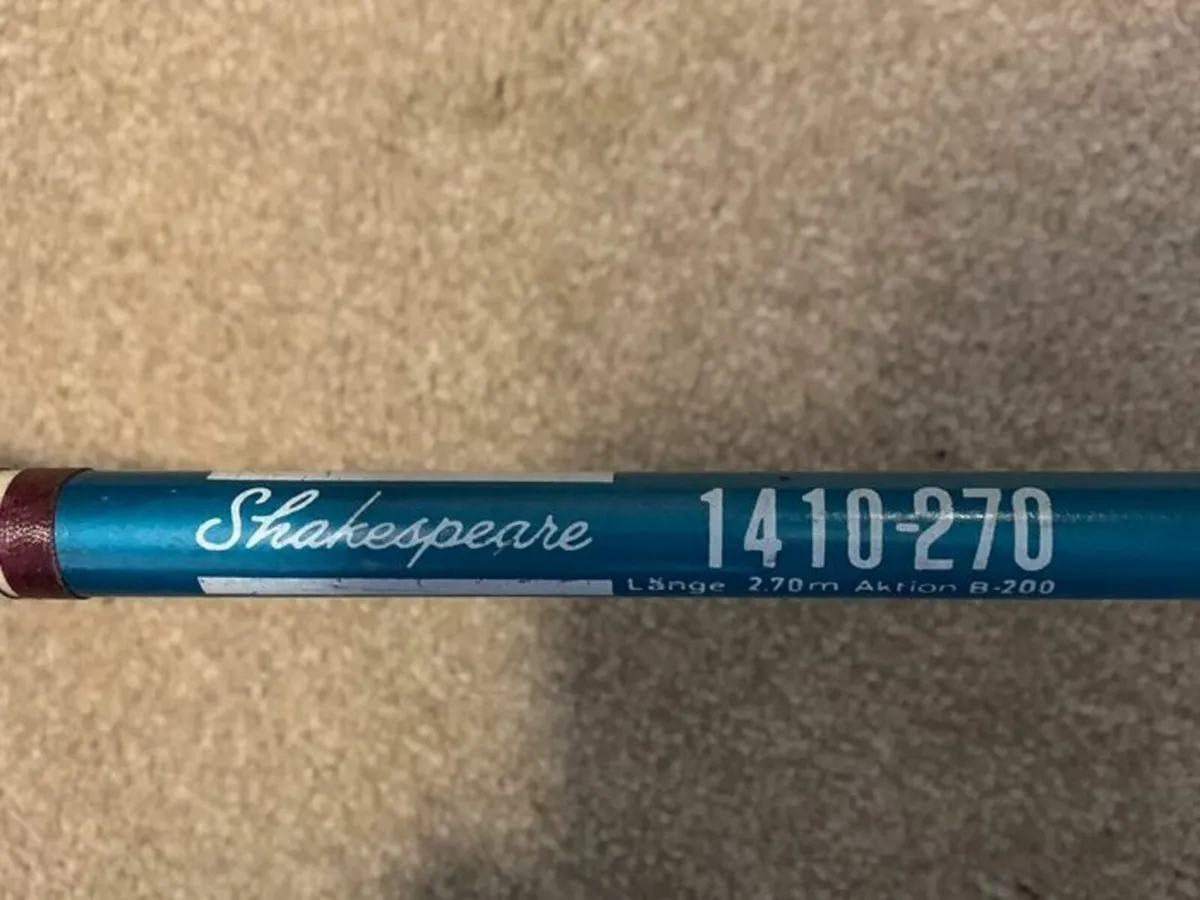 Shakespeare
1410-270
Länge 2.70m Aktion B-200